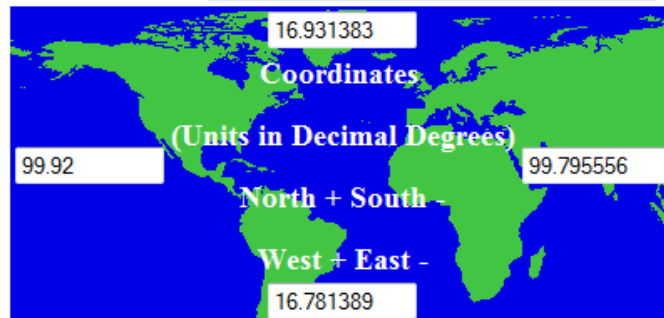 16.931383
Coordinates
(Units in Decimal Degrees)
99.92
99.795556
North + South -
West + East -
16.781389